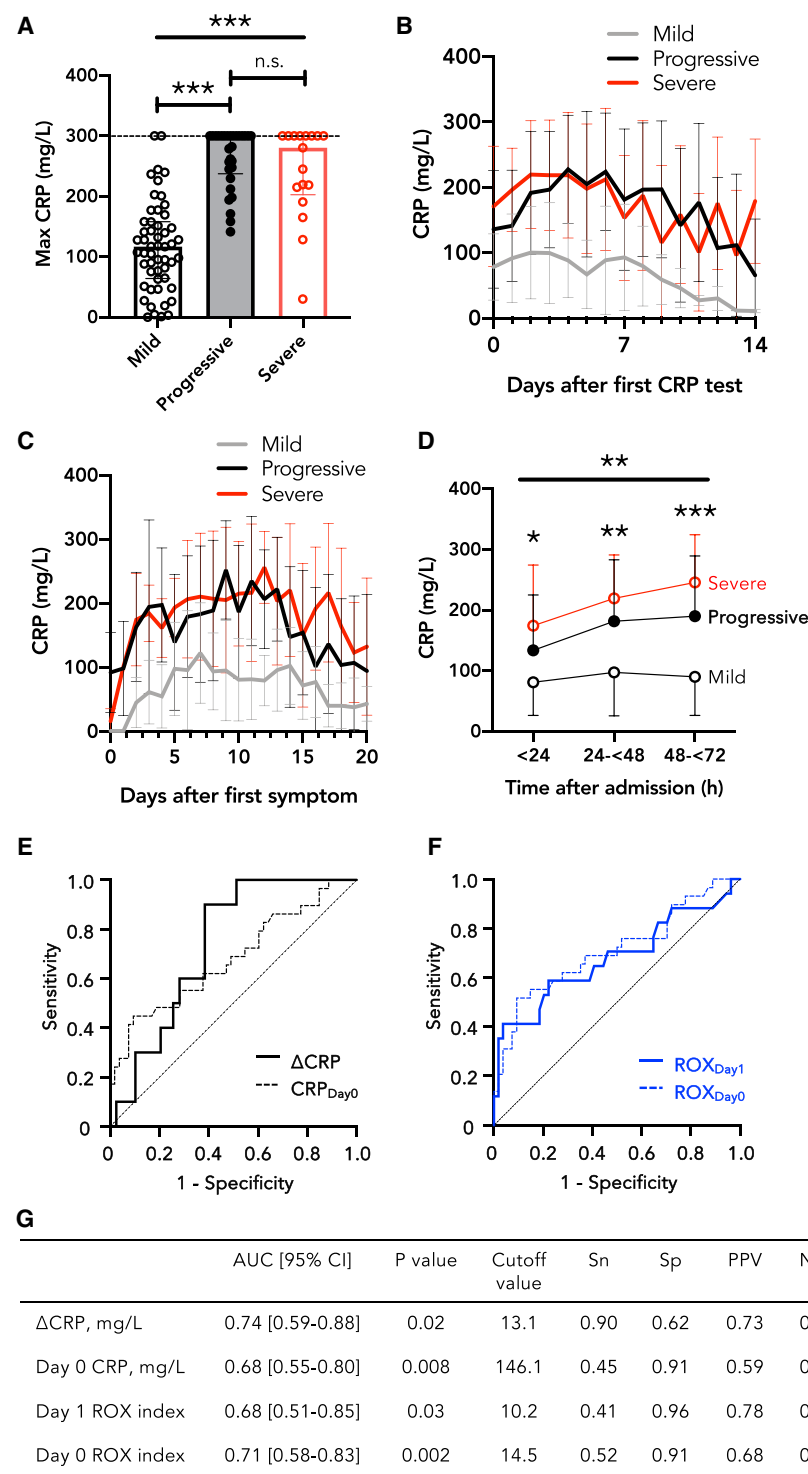 A
***
n.s.
***
400
300
200
100
0
Max CRP (mg/L)
Mild
Progressive
Severe
B
Mild
Progressive
Severe
400
300
200
100
0
CRP (mg/L)
0 7 14
Days after first CRP test
C
Mild
Progressive
Severe
400
300
200
100
0
CRP (mg/L)
0 5 10 15 20
Days after first symptom
D
**
* ** ***
400
300
200
100
0
CRP (mg/L)
Severe
Progressive
Mild
<24 24-<48 48-<72
Time after admission (h)
E
1.0
0.8
0.6
0.4
0.2
0
Sensitivity
ΔCRP
CRPDay0
0 0.2 0.4 0.6 0.8 1.0
1 - Specificity
F
1.0
0.8
0.6
0.4
0.2
0
Sensitivity
ROXDay1
ROXDay0
0 0.2 0.4 0.6 0.8 1.0
1 - Specificity
G
AUC [95% CI] P value Cutoff value Sn Sp PPV N
ΔCRP, mg/L 0.74 [0.59-0.88] 0.02 13.1 0.90 0.62 0.73 0
Day 0 CRP, mg/L 0.68 [0.55-0.80] 0.008 146.1 0.45 0.91 0.59 0
Day 1 ROX index 0.68 [0.51-0.85] 0.03 10.2 0.41 0.96 0.78 0
Day 0 ROX index 0.71 [0.58-0.83] 0.002 14.5 0.52 0.91 0.68 0